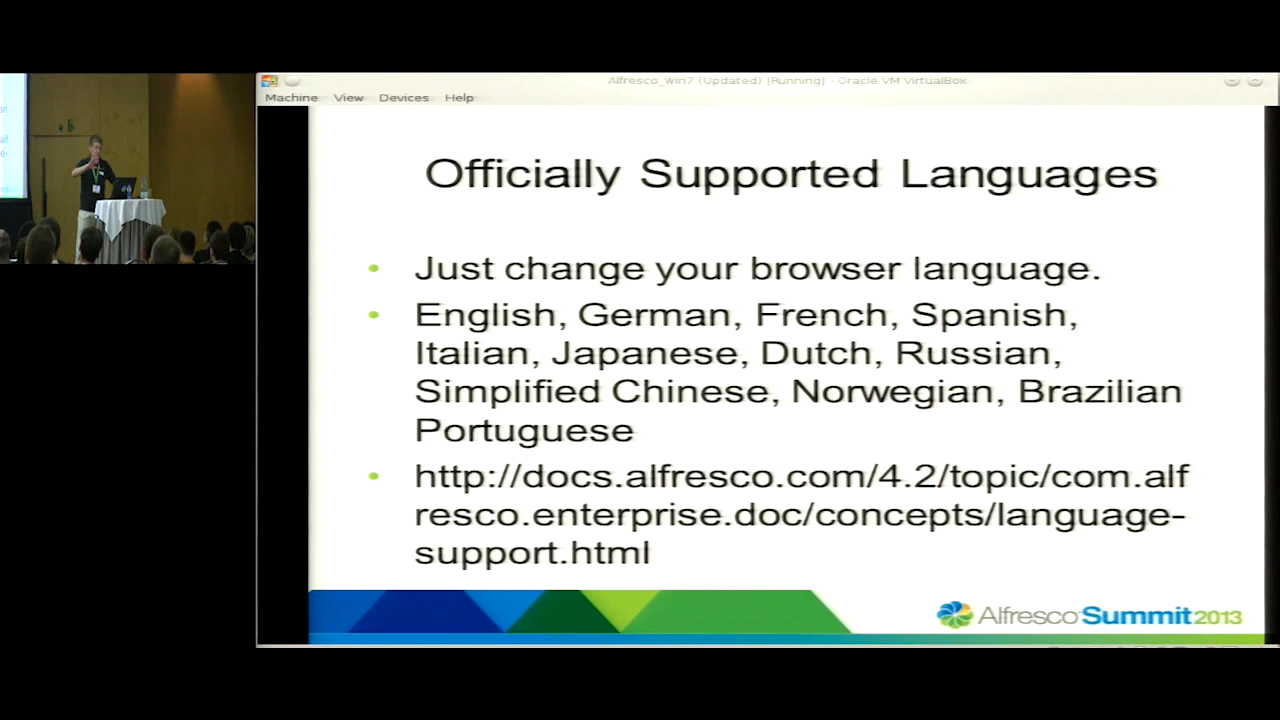 Alfresco_Win7 (Updated) [Running] - Oracle VM VirtualBox
Machine View Devices Help
Officially Supported Languages
• Just change your browser language.
• English, German, French, Spanish,
Italian, Japanese, Dutch, Russian,
Simplified Chinese, Norwegian, Brazilian
Portuguese
• http://docs.alfresco.com/4.2/topic/com.alf
resco.enterprise.doc/concepts/language-
support.html
Alfresco Summit 2013